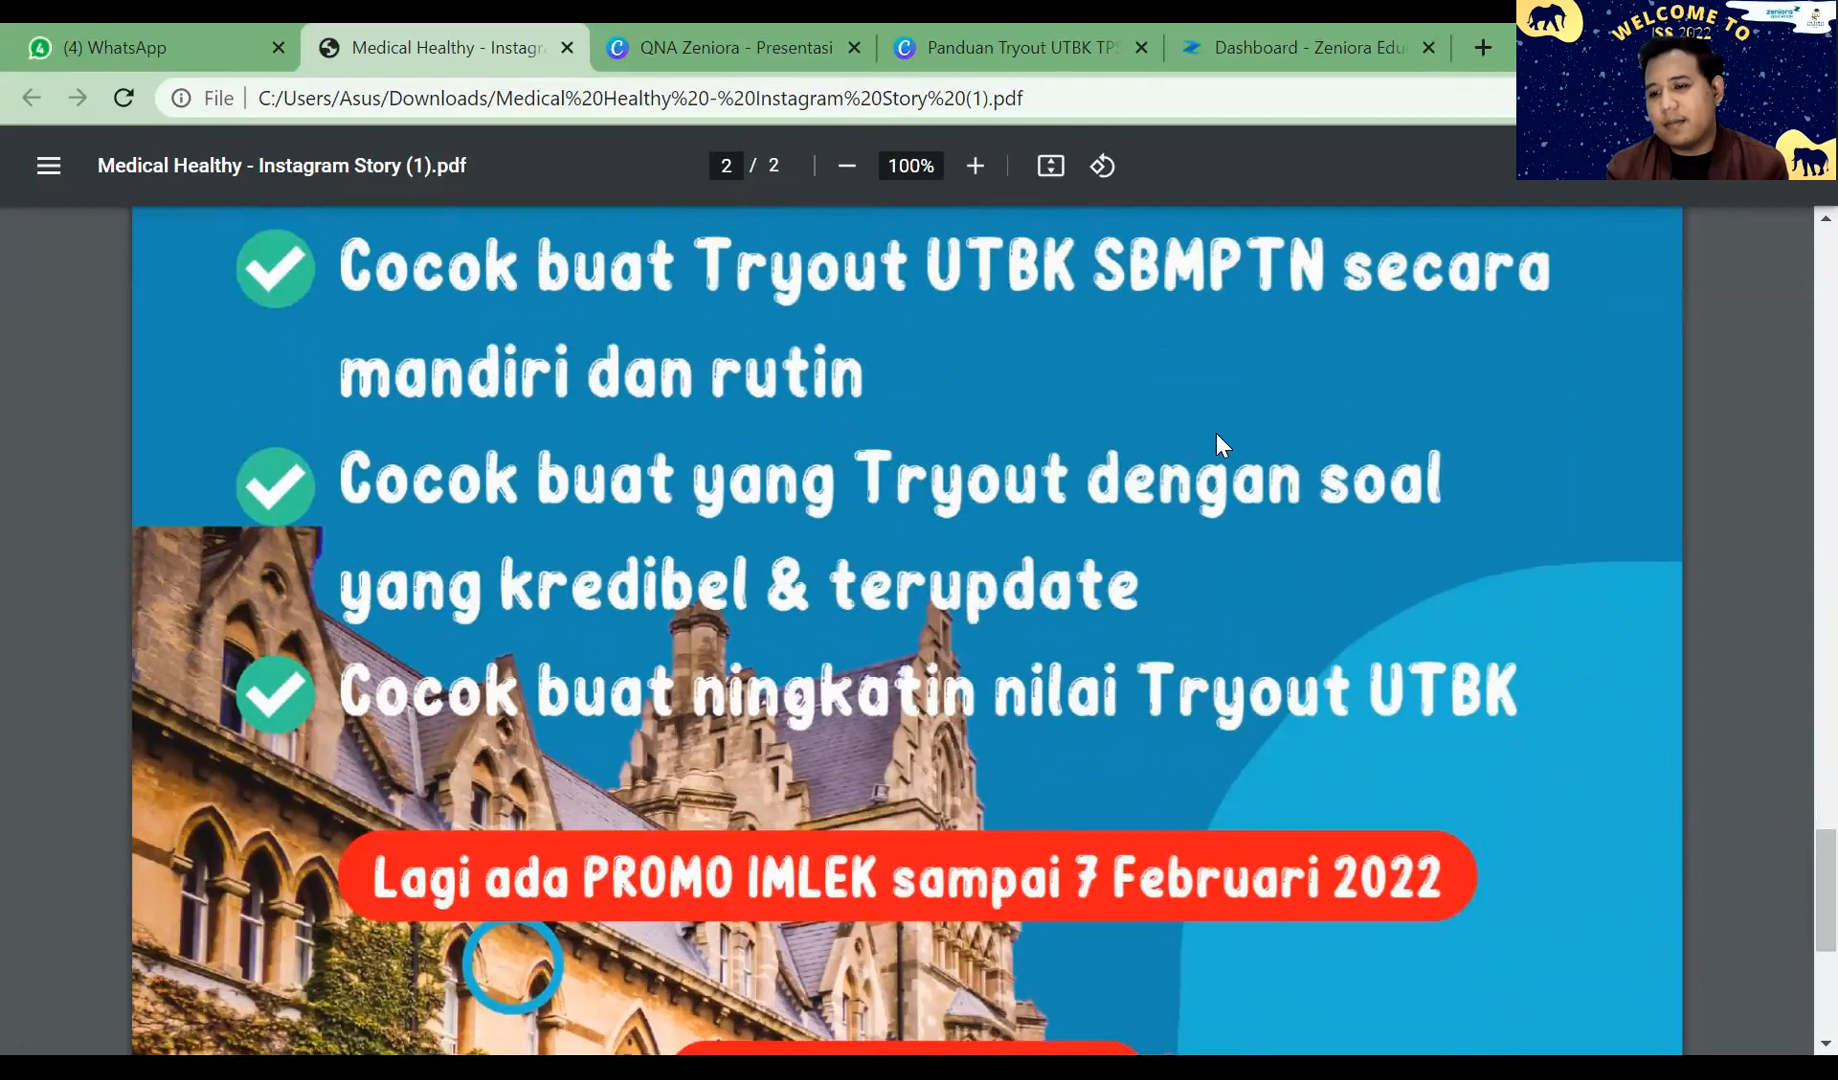 (4) WhatsApp
Medical Healthy - Instagr
QNA Zeniora - Presentasi
Panduan Tryout UTBK TPS
Dashboard - Zeniora Edu
WELCOME TO
ISS 2022
zeniora
File
C:/Users/Asus/Downloads/Medical%20Healthy%20-%20Instagram%20Story%20(1).pdf
Medical Healthy - Instagram Story (1).pdf
2 / 2
100%
Cocok buat Tryout UTBK SBMPTN secara
mandiri dan rutin
Cocok buat yang Tryout dengan soal
yang kredibel & terupdate
Cocok buat ningkatin nilai Tryout UTBK
Lagi ada PROMO IMLEK sampai 7 Februari 2022